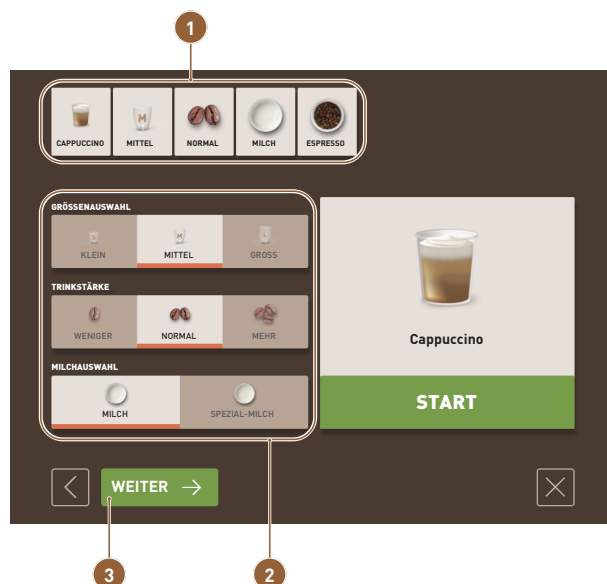 1
CAPPUCCINO MITTEL NORMAL MILCH ESPRESSO
GRÖSSENAUSWAHL
KLEIN MITTEL GROSS
TRINKSTÄRKE
WENIGER NORMAL MEHR
MILCHAUSWAHL
MILCH SPEZIAL-MILCH
Cappuccino
START
WEITER
3 2